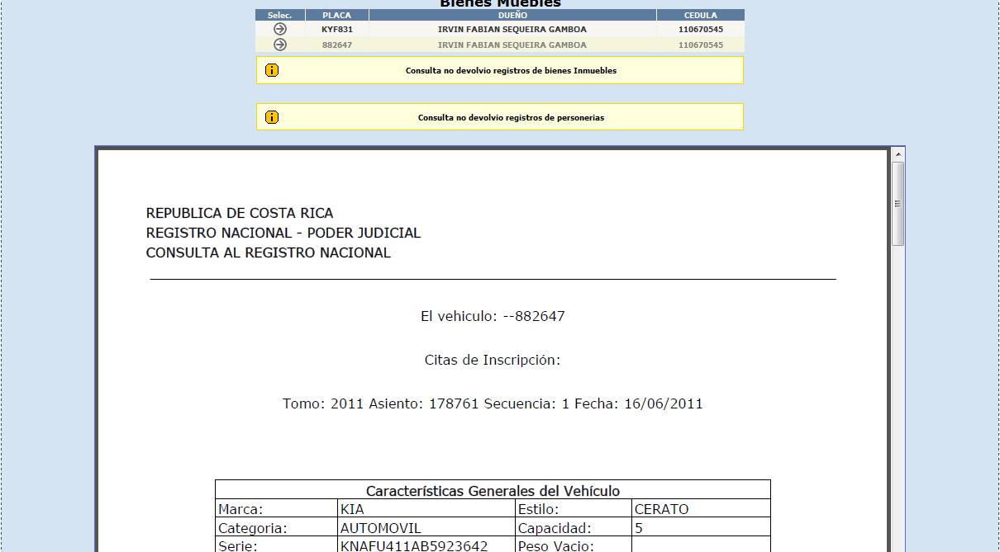 Bienes Muebles
Selec. PLACA DUEÑO CEDULA
KYF831 IRVIN FABIAN SEQUEIRA GAMBOA 110670545
882647 IRVIN FABIAN SEQUEIRA GAMBOA 110670545
Consulta no devolvio registros de bienes Inmuebles
Consulta no devolvio registros de personerias
REPUBLICA DE COSTA RICA
REGISTRO NACIONAL - PODER JUDICIAL
CONSULTA AL REGISTRO NACIONAL
El vehiculo: --882647
Citas de Inscripción:
Tomo: 2011 Asiento: 178761 Secuencia: 1 Fecha: 16/06/2011
Características Generales del Vehículo
Marca: KIA Estilo: CERATO
Categoria: AUTOMOVIL Capacidad: 5
Serie: KNAFU411AB5923642 Peso Vacio: